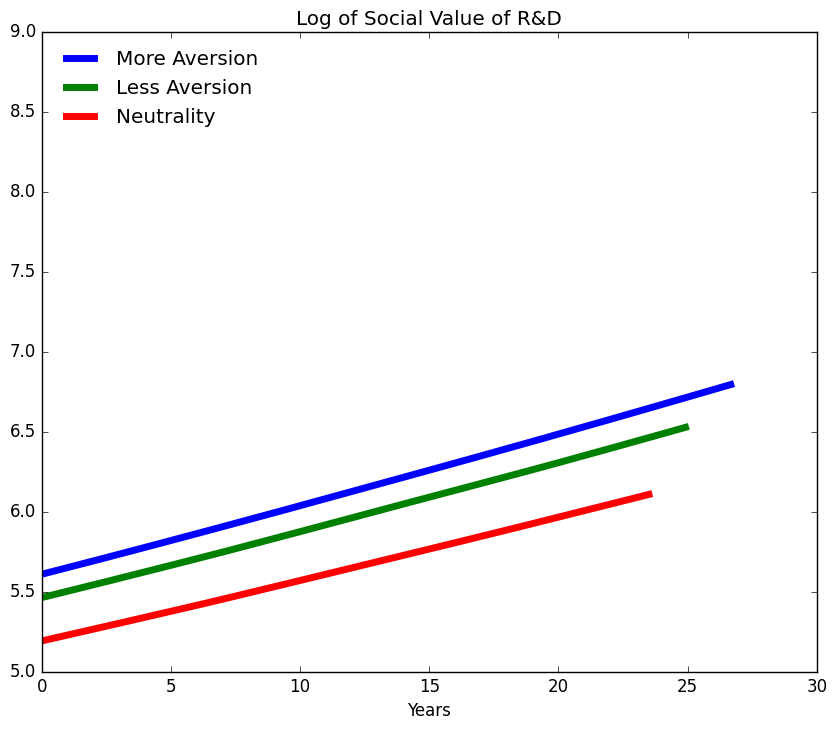 Log of Social Value of R&D
9.0
8.5
8.0
7.5
7.0
6.5
6.0
5.5
5.0
More Aversion
Less Aversion
Neutrality
0 5 10 15 20 25 30
Years